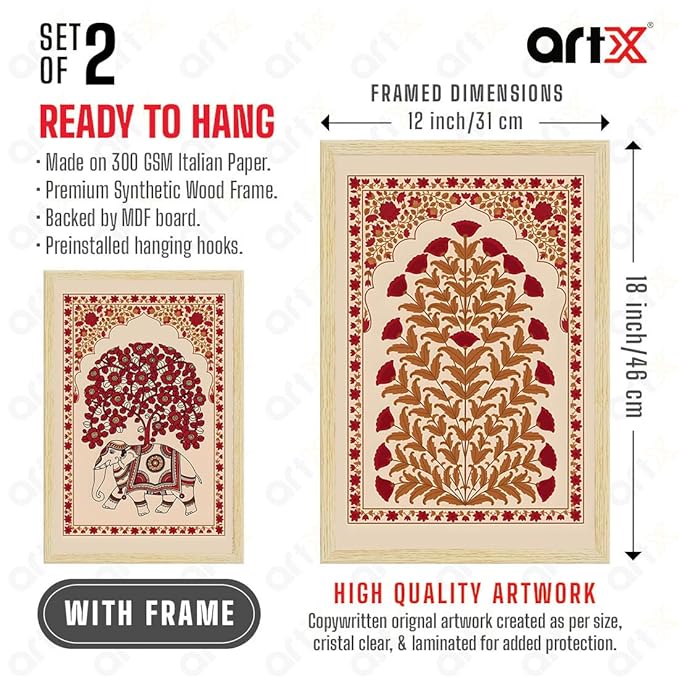 SET
OF 2
READY TO HANG
· Made on 300 GSM Italian Paper.
· Premium Synthetic Wood Frame.
· Backed by MDF board.
· Preinstalled hanging hooks.
WITH FRAME
artx®
FRAMED DIMENSIONS
12 inch/31 cm
18 inch/46 cm
HIGH QUALITY ARTWORK
Copywritten orignal artwork created as per size,
cristal clear, & laminated for added protection.